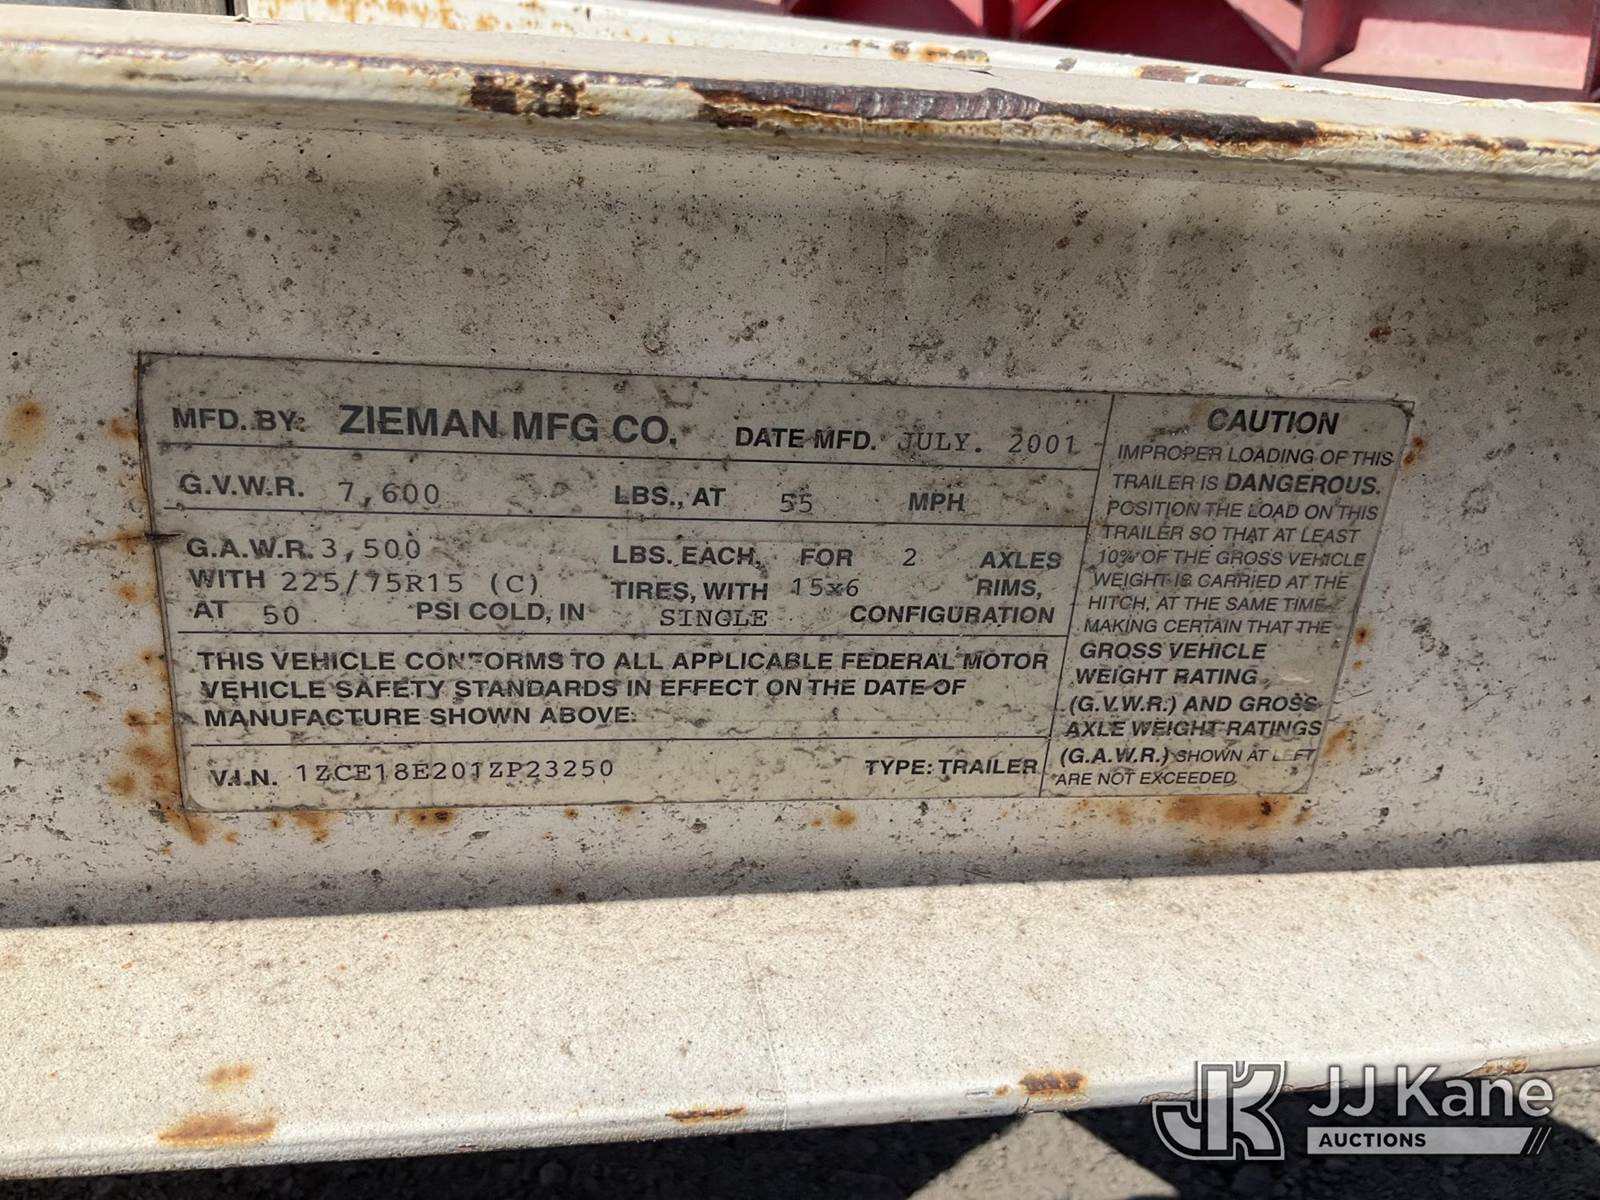 MFD. BY: ZIEMAN MFG CO. DATE MFD. JULY. 2001
G.V.W.R. 7,600 LBS., AT 55 MPH
G.A.W.R. 3,500 LBS. EACH, FOR 2 AXLES
WITH 225/75R15 (C) TIRES, WITH 15x6 RIMS,
AT 50 PSI COLD, IN SINGLE CONFIGURATION
THIS VEHICLE CONFORMS TO ALL APPLICABLE FEDERAL MOTOR
VEHICLE SAFETY STANDARDS IN EFFECT ON THE DATE OF
MANUFACTURE SHOWN ABOVE.
V.I.N. 1ZCE18E201ZP23250 TYPE: TRAILER
CAUTION
IMPROPER LOADING OF THIS
TRAILER IS DANGEROUS.
POSITION THE LOAD ON THIS
TRAILER SO THAT AT LEAST
10% OF THE GROSS VEHICLE
WEIGHT IS CARRIED AT THE
HITCH, AT THE SAME TIME
MAKING CERTAIN THAT THE
GROSS VEHICLE
WEIGHT RATING
(G.V.W.R.) AND GROSS
AXLE WEIGHT RATINGS
(G.A.W.R.) SHOWN AT LEFT
ARE NOT EXCEEDED
JK JJ Kane
AUCTIONS